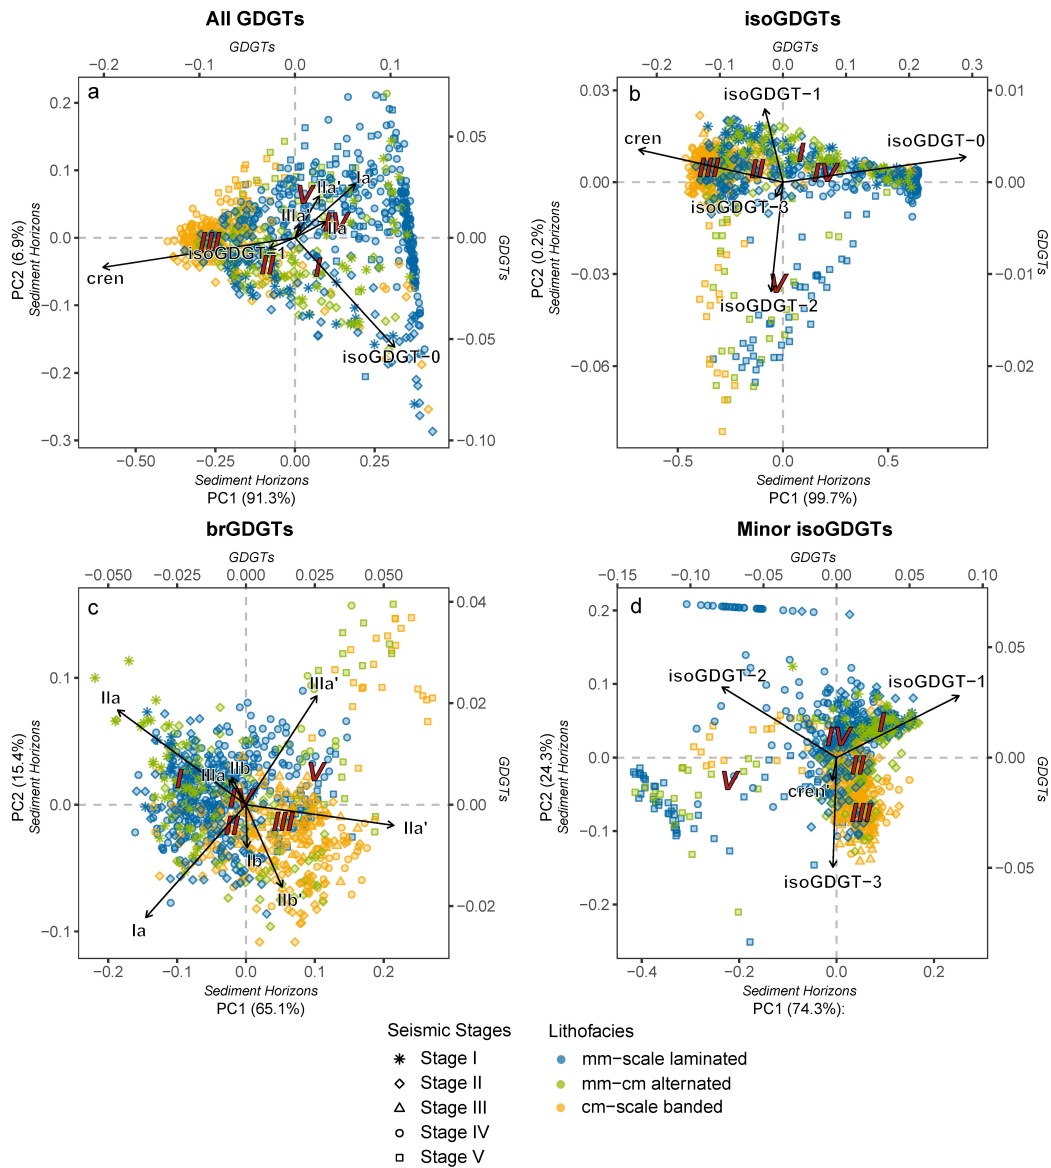 All GDGTs
GDGTs
−0.2 −0.1 0.0 0.1
a
0.2
0.1
0.0
−0.1
−0.2
−0.3
PC2 (6.9%)
Sediment Horizons
0.05
0.00
−0.05
−0.10
GDGTs
V
IIa'
Ia
IIIa
IV
IIa
III
isoGDGT−1
II
I
cren
isoGDGT−0
−0.50 −0.25 0.00 0.25
Sediment Horizons
PC1 (91.3%)
isoGDGTs
GDGTs
−0.2 −0.1 0.0 0.1 0.2 0.3
b
0.03
0.00
−0.03
−0.06
PC2 (0.2%)
Sediment Horizons
0.01
0.00
−0.01
−0.02
GDGTs
isoGDGT−1
cren
isoGDGT−0
III
II
I
IV
isoGDGT−3
V
isoGDGT−2
−0.5 0.0 0.5
Sediment Horizons
PC1 (99.7%)
brGDGTs
GDGTs
−0.050 −0.025 0.000 0.025 0.050
c
0.1
0.0
−0.1
PC2 (15.4%)
Sediment Horizons
0.04
0.02
0.00
−0.02
GDGTs
IIa
IIIa'
IIIa
IIb
I
V
II
III
IIa'
Ib
IIb'
Ia
−0.2 −0.1 0.0 0.1 0.2
Sediment Horizons
PC1 (65.1%)
Minor isoGDGTs
GDGTs
−0.15 −0.10 −0.05 0.00 0.05 0.10
d
0.2
0.1
0.0
−0.1
−0.2
PC2 (24.3%)
Sediment Horizons
0.05
0.00
−0.05
GDGTs
isoGDGT−2
isoGDGT−1
I
IV
II
V
cren'
III
isoGDGT−3
−0.4 −0.2 0.0 0.2
Sediment Horizons
PC1 (74.3%):
Seismic Stages
Stage I
Stage II
Stage III
Stage IV
Stage V
Lithofacies
mm−scale laminated
mm−cm alternated
cm−scale banded